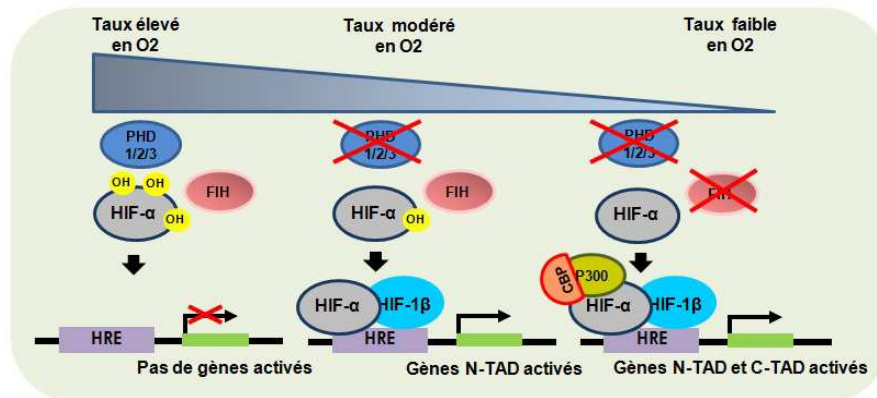 Taux élevé
en O2
Taux modéré
en O2
Taux faible
en O2
PHD
1/2/3
FIH
OH
OH
OH
HIF-α
PHD
1/2/3
FIH
HIF-α
OH
PHD
1/2/3
FIH
HIF-α
HRE
Pas de gènes activés
HIF-α
HIF-1β
HRE
Gènes N-TAD activés
CBP
P300
HIF-α
HIF-1β
HRE
Gènes N-TAD et C-TAD activés